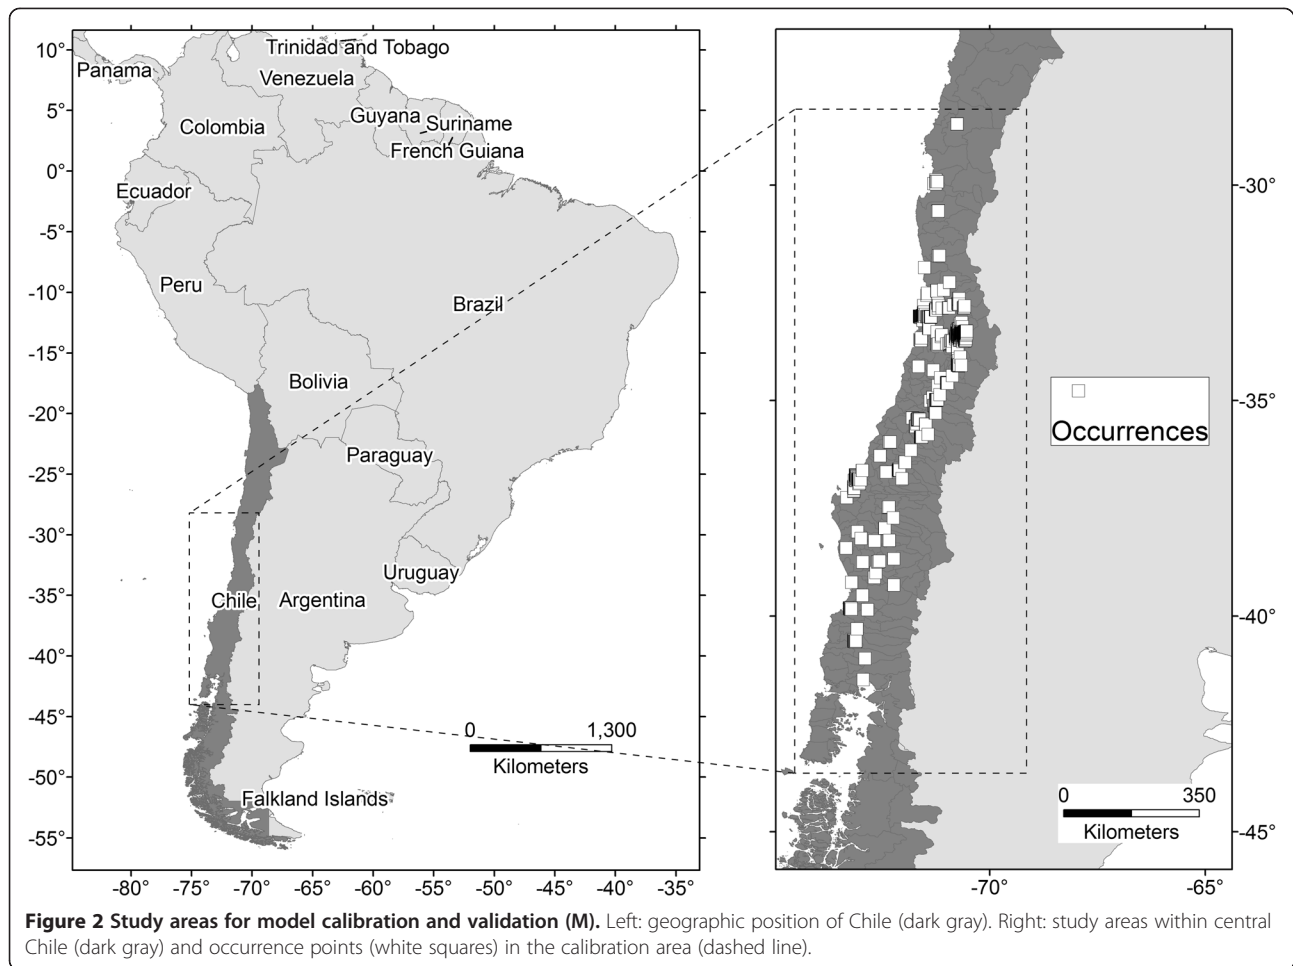 10°
5°
0°
-5°
-10°
-15°
-20°
-25°
-30°
-35°
-40°
-45°
-50°
-55°
-80°
-75°
-70°
-65°
-60°
-55°
-50°
-45°
-40°
-35°
Trinidad and Tobago
Panama
Venezuela
Guyana
Suriname
Colombia
French Guiana
Ecuador
Peru
Brazil
Bolivia
Paraguay
Uruguay
Chile
Argentina
0
1,300
Kilometers
Falkland Islands
-30°
-35°
-40°
-45°
-70°
-65°
Occurrences
0
350
Kilometers
Figure 2 Study areas for model calibration and validation (M). Left: geographic position of Chile (dark gray). Right: study areas within central
Chile (dark gray) and occurrence points (white squares) in the calibration area (dashed line).